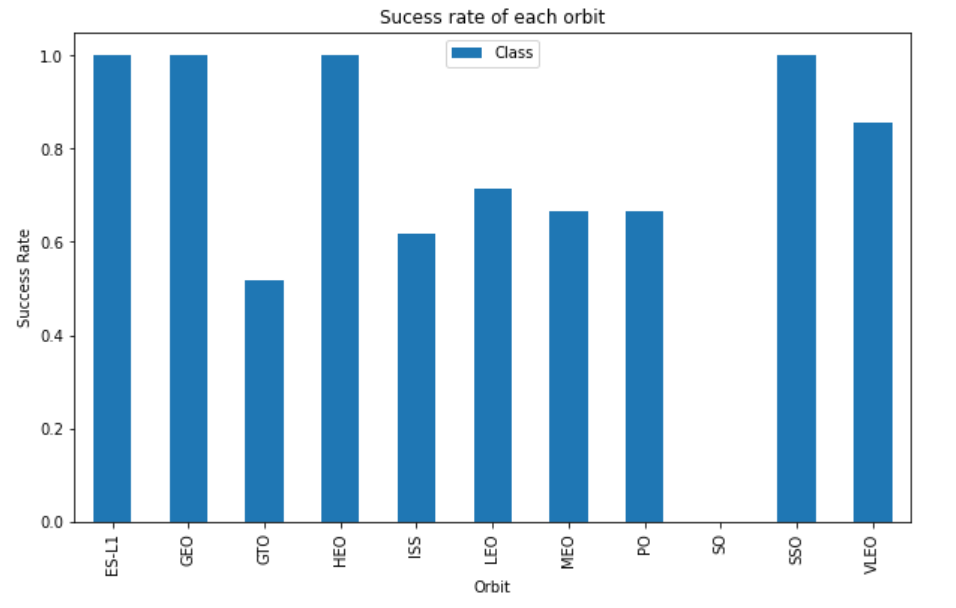 Sucess rate of each orbit
Class
Success Rate
1.0
0.8
0.6
0.4
0.2
0.0
ES-L1
GEO
GTO
HEO
ISS
LEO
MEO
PO
SO
SSO
VLEO
Orbit